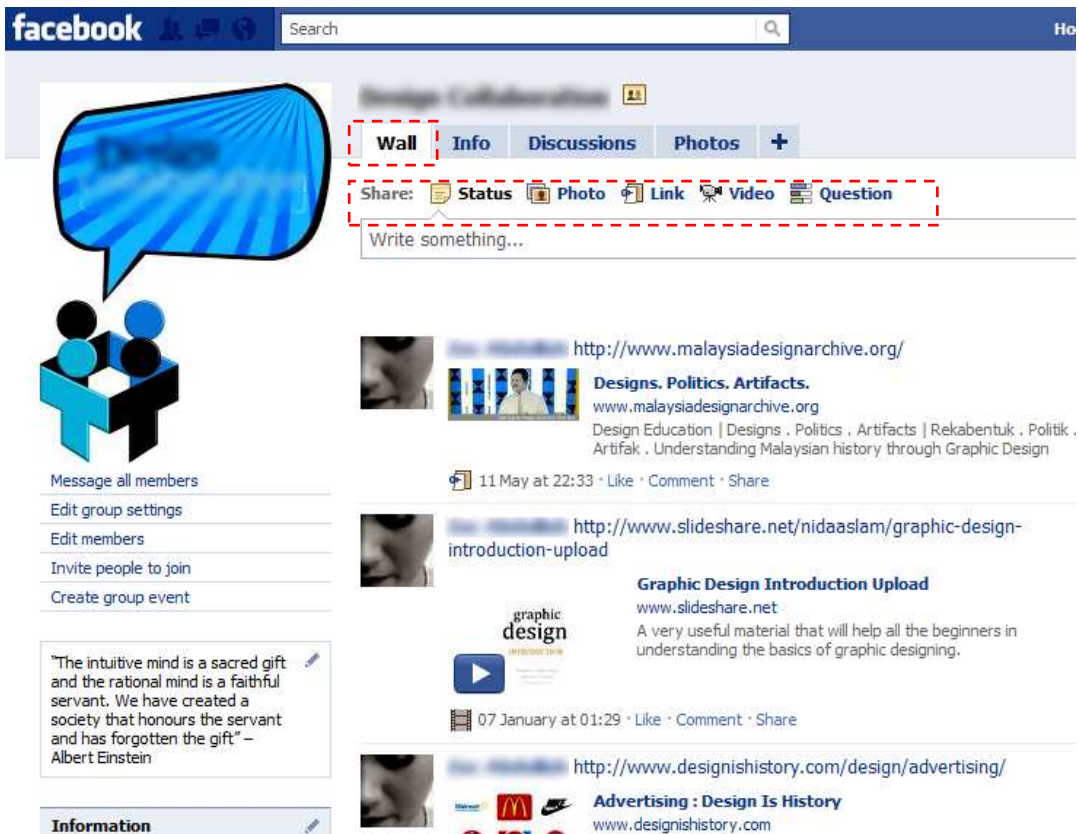 facebook
Search
Ho
Wall Info Discussions Photos +
Share: Status Photo Link Video Question
Write something...
Message all members
Edit group settings
Edit members
Invite people to join
Create group event
"The intuitive mind is a sacred gift
and the rational mind is a faithful
servant. We have created a
society that honours the servant
and has forgotten the gift" –
Albert Einstein
Information
http://www.malaysiadesignarchive.org/
Designs. Politics. Artifacts.
www.malaysiadesignarchive.org
Design Education | Designs . Politics . Artifacts | Rekabentuk . Politik .
Artifak . Understanding Malaysian history through Graphic Design
11 May at 22:33 · Like · Comment · Share
http://www.slideshare.net/nidaaslam/graphic-design-
introduction-upload
graphic
design
INTRODUCTION
Graphic Design Introduction Upload
www.slideshare.net
A very useful material that will help all the beginners in
understanding the basics of graphic designing.
07 January at 01:29 · Like · Comment · Share
http://www.designishistory.com/design/advertising/
Advertising : Design Is History
www.designishistory.com